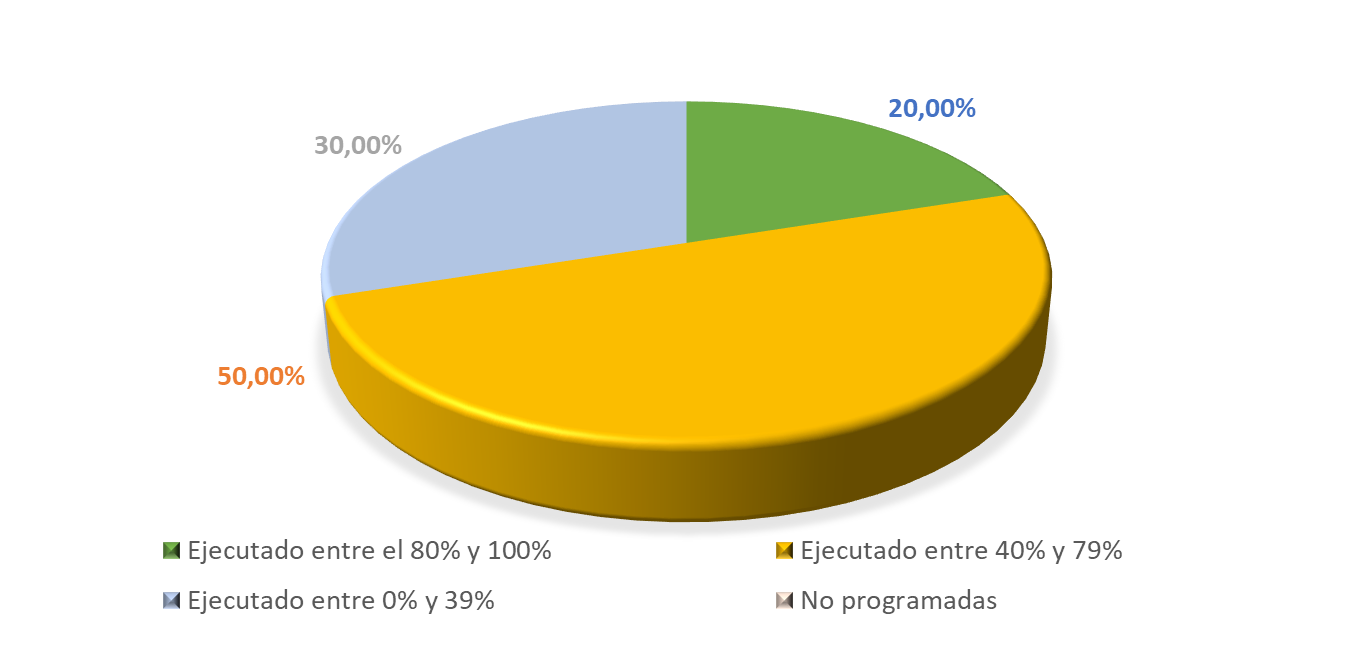 20,00%
30,00%
50,00%
Ejecutado entre el 80% y 100%
Ejecutado entre 40% y 79%
Ejecutado entre 0% y 39%
No programadas